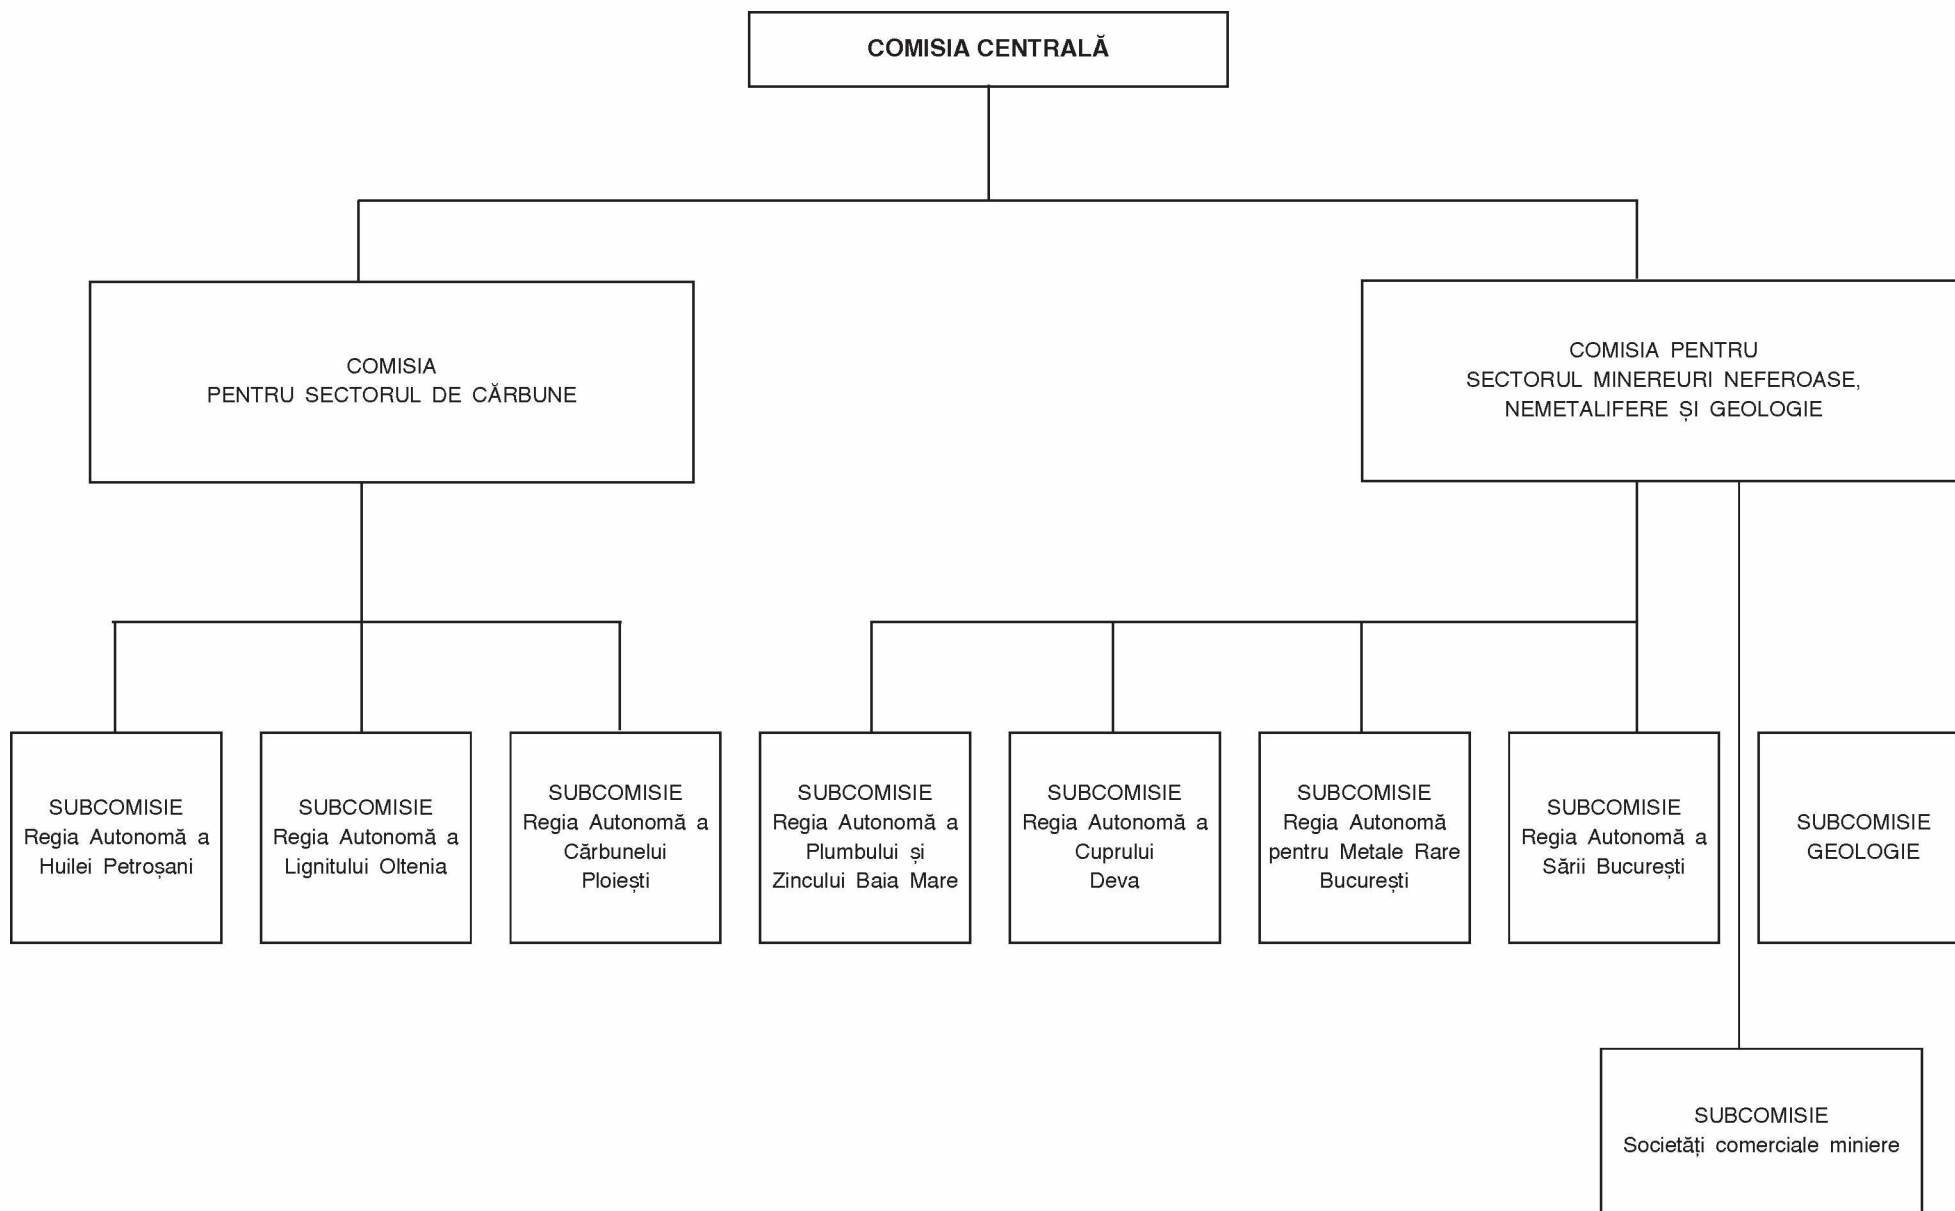 COMISIA CENTRALĂ
COMISIA
PENTRU SECTORUL DE CĂRBUNE
COMISIA PENTRU
SECTORUL MINEREURI NEFEROASE,
NEMETALIFERE ȘI GEOLOGIE
SUBCOMISIE
Regia Autonomă a
Huilei Petroșani
SUBCOMISIE
Regia Autonomă a
Lignitului Oltenia
SUBCOMISIE
Regia Autonomă a
Cărbunelui
Ploiești
SUBCOMISIE
Regia Autonomă a
Plumbului și
Zincului Baia Mare
SUBCOMISIE
Regia Autonomă a
Cuprului
Deva
SUBCOMISIE
Regia Autonomă
pentru Metale Rare
București
SUBCOMISIE
Regia Autonomă a
Sării București
SUBCOMISIE
GEOLOGIE
SUBCOMISIE
Societăți comerciale miniere